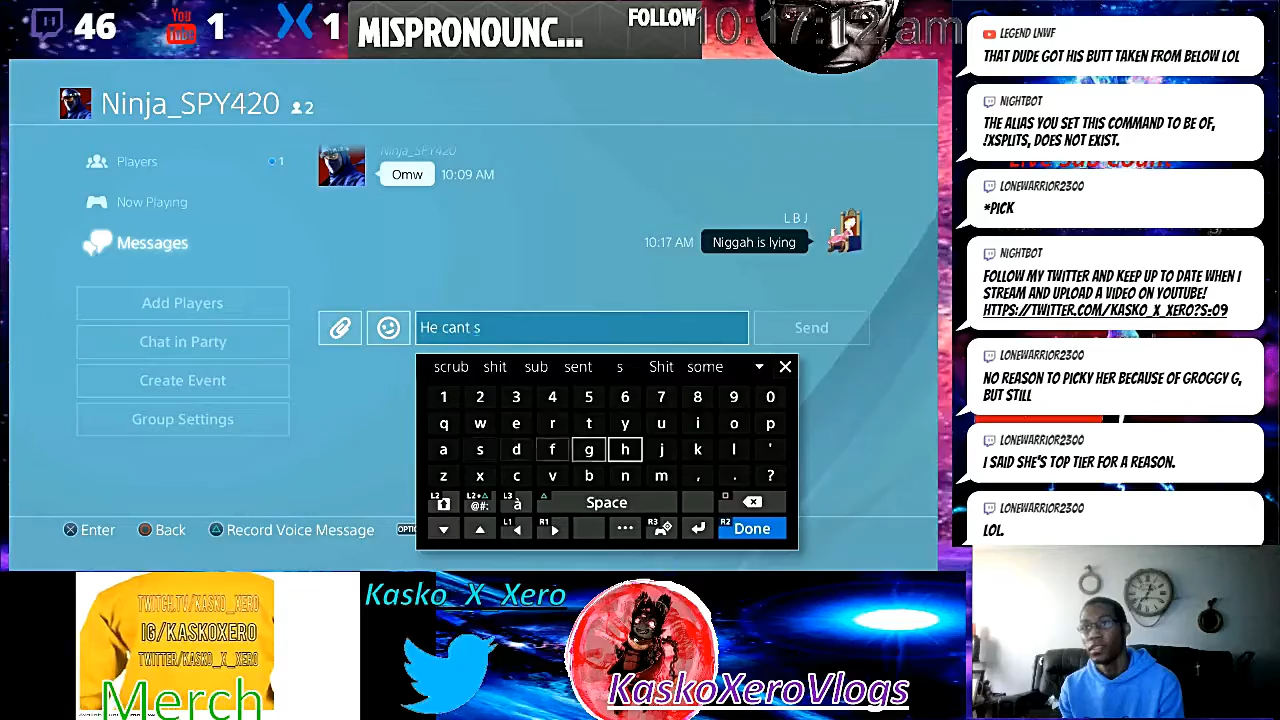 46
1
1
MISPRONOUNC...
FOLLOW
10:17:12 am
Ninja_SPY420
2
Players
1
Now Playing
Messages
Add Players
Chat in Party
Create Event
Group Settings
Ninja_SPY420
Omw
10:09 AM
L B J
10:17 AM
Niggah is lying
He cant s
Send
scrub shit sub sent s Shit some
1 2 3 4 5 6 7 8 9 0
q w e r t y u i o p
a s d f g h j k l '
z x c v b n m , . ?
L2 L2+△ @#: L3 à △ Space
L1 R1 ... R3 R2 Done
Enter
Back
Record Voice Message
LEGEND LNWF
THAT DUDE GOT HIS BUTT TAKEN FROM BELOW LOL
NIGHTBOT
THE ALIAS YOU SET THIS COMMAND TO BE OF,
!XSPLITS, DOES NOT EXIST.
LONEWARRIOR2300
*PICK
NIGHTBOT
FOLLOW MY TWITTER AND KEEP UP TO DATE WHEN I
STREAM AND UPLOAD A VIDEO ON YOUTUBE!
HTTPS://TWITTER.COM/KASKO_X_XERO?S=09
LONEWARRIOR2300
NO REASON TO PICKY HER BECAUSE OF GROGGY G,
BUT STILL
LONEWARRIOR2300
I SAID SHE'S TOP TIER FOR A REASON.
LONEWARRIOR2300
LOL.
TWITCH.TV/KASKO_XERO
IG/KASKOXERO
TWITTER/KASKO_X_XERO
Merch
Kasko_X_Xero
KaskoXeroVlogs